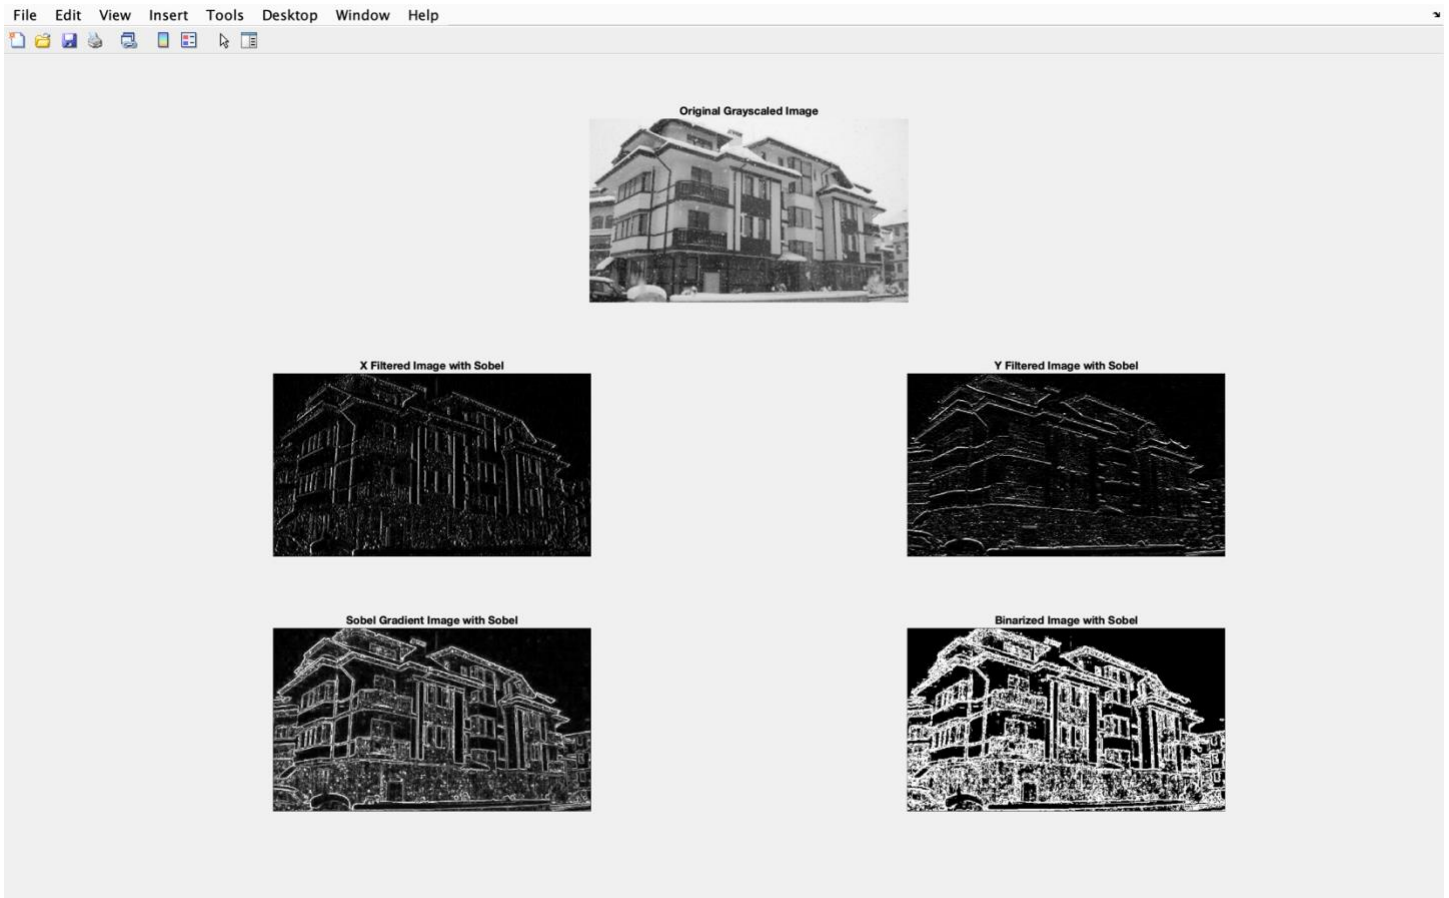 File Edit View Insert Tools Desktop Window Help
Original Grayscaled Image
X Filtered Image with Sobel
Y Filtered Image with Sobel
Sobel Gradient Image with Sobel
Binarized Image with Sobel